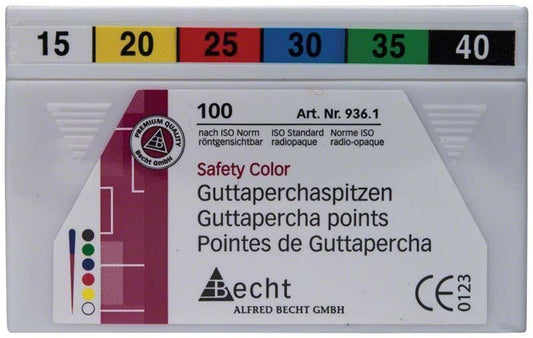 15 20 25 30 35 40
100 Art. Nr. 936.1
nach ISO Norm ISO Standard Norme ISO
röntgensichtbar radiopaque radio-opaque
PREMIUM QUALITY
Becht GmbH
Safety Color
Guttaperchaspitzen
Guttapercha points
Pointes de Guttapercha
Becht
ALFRED BECHT GMBH
CE 0123